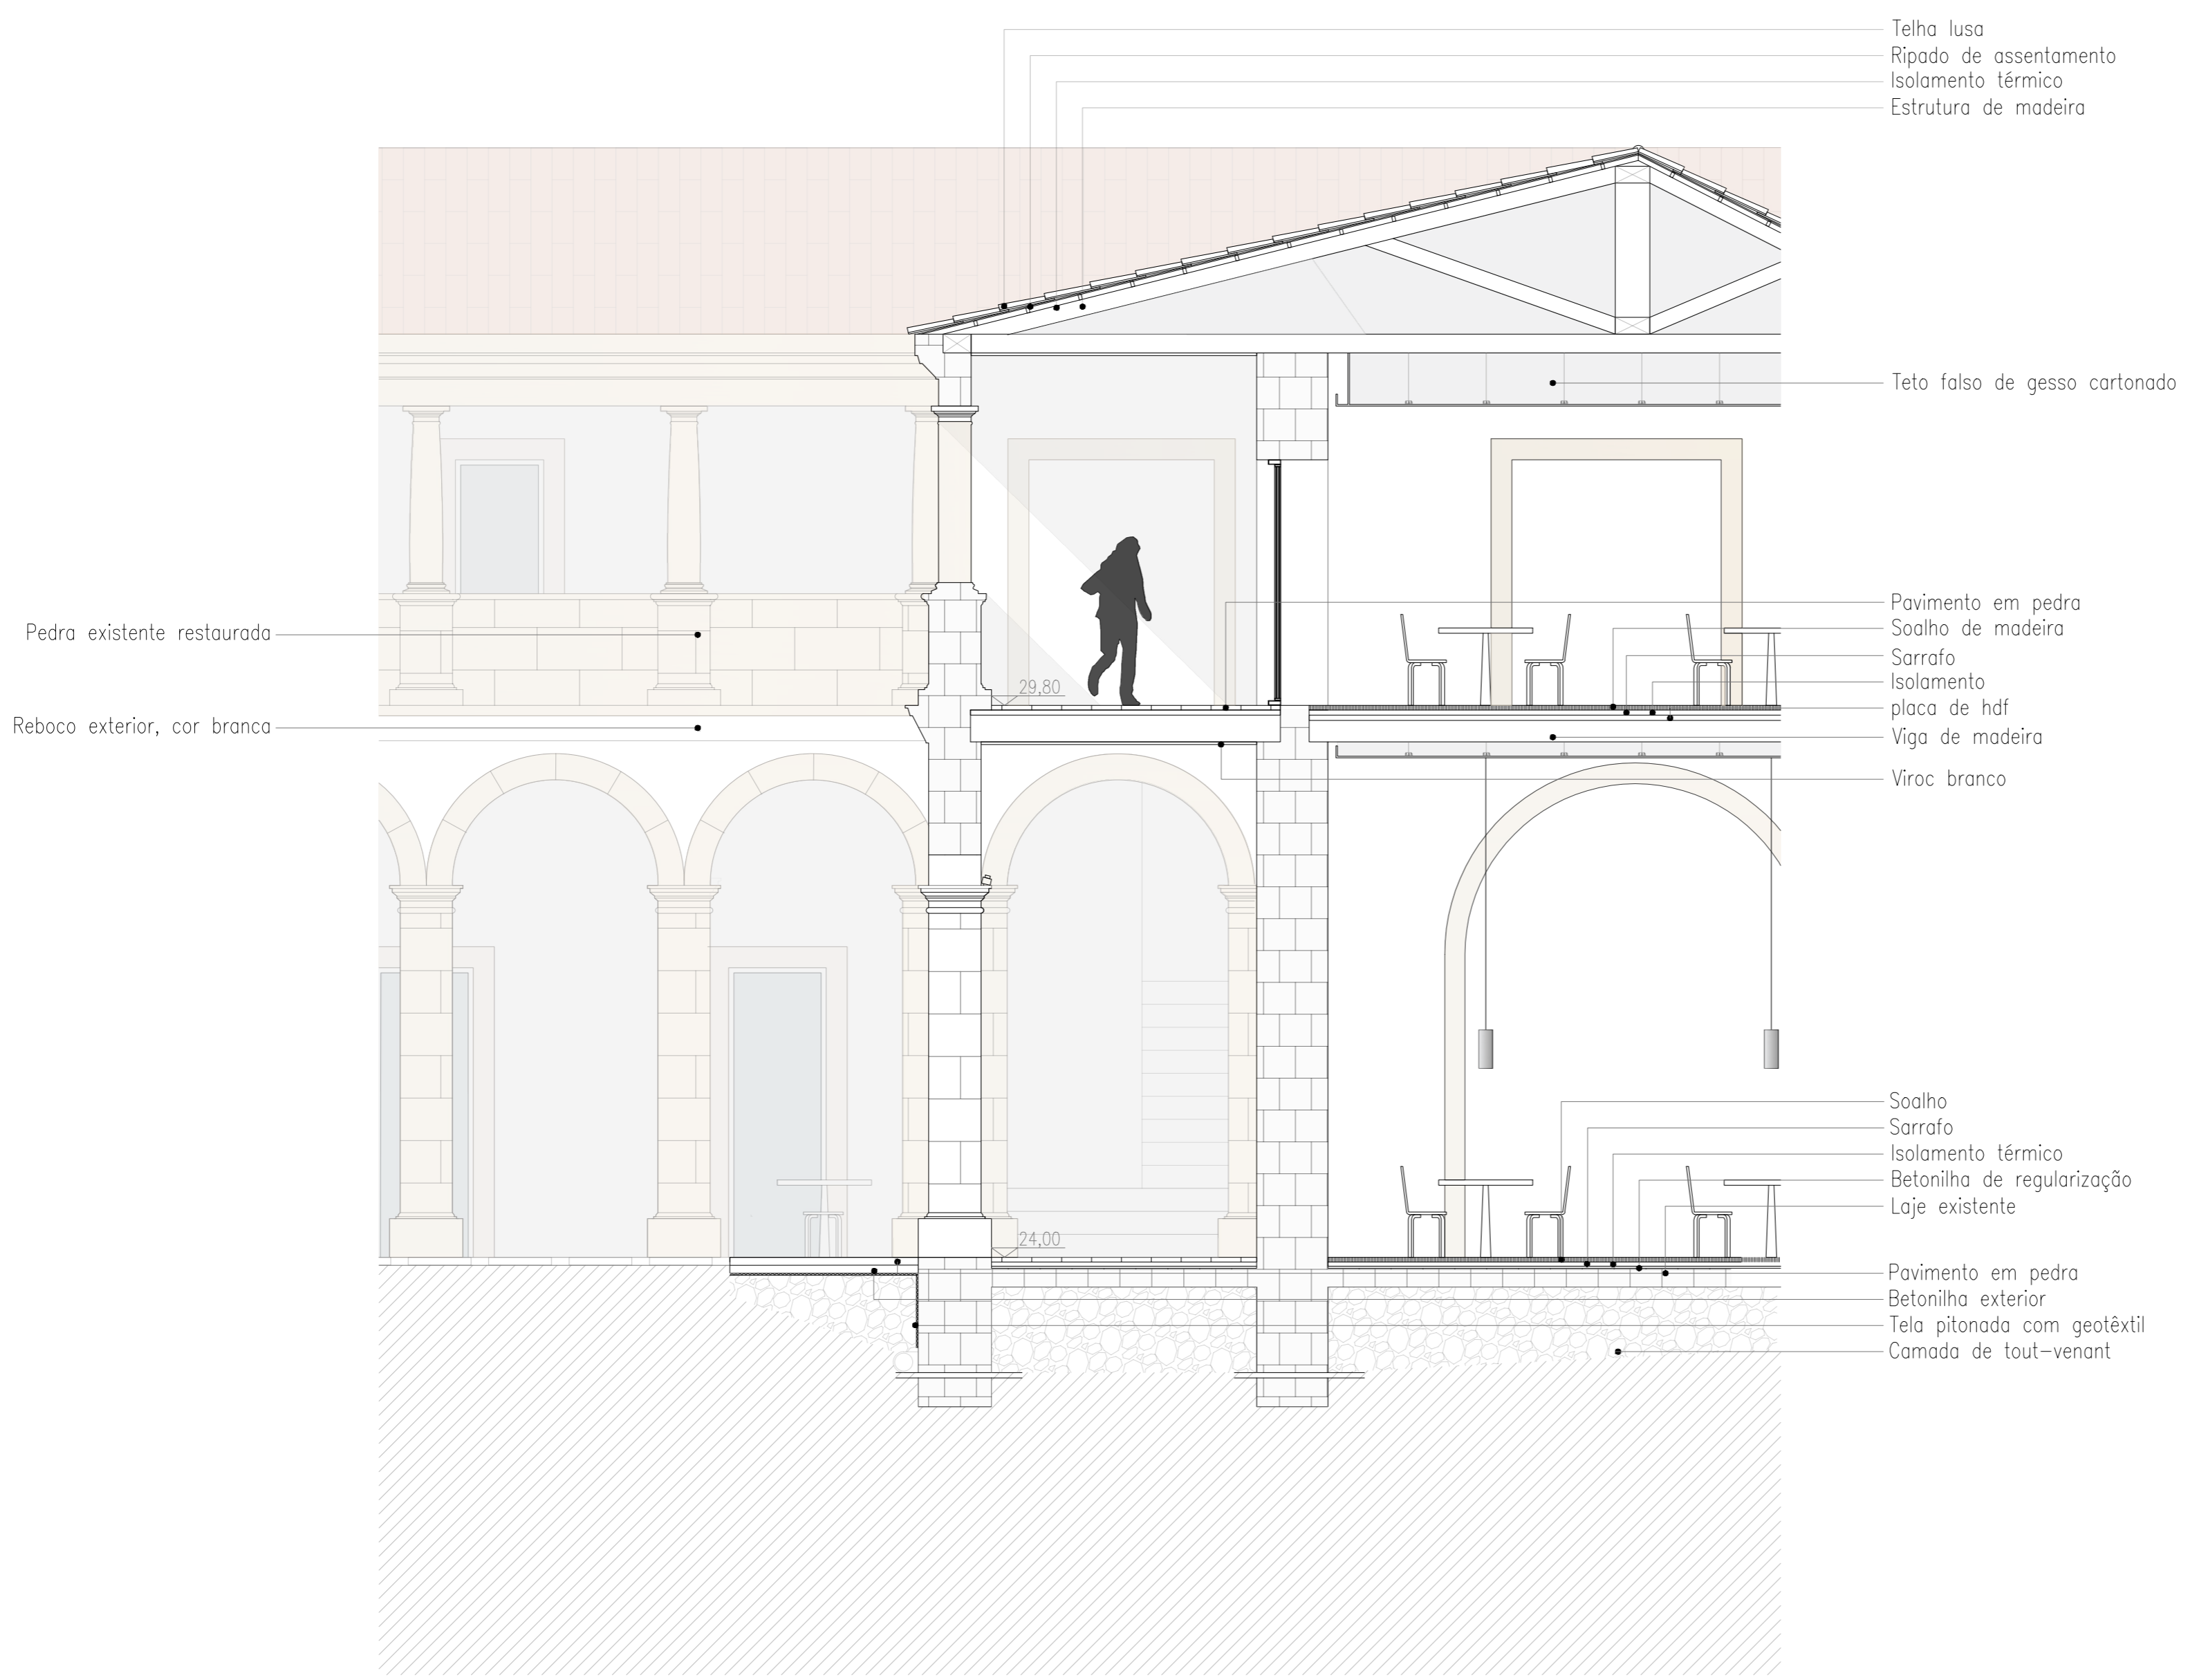 Telha lusa
Ripado de assentamento
Isolamento térmico
Estrutura de madeira
Teto falso de gesso cartonado
Pavimento em pedra
Soalho de madeira
Sarrafo
Isolamento
placa de hdf
Viga de madeira
Viroc branco
Pedra existente restaurada
Reboco exterior, cor branca
29,80
Soalho
Sarrafo
Isolamento térmico
Betonilha de regularização
Laje existente
24,00
Pavimento em pedra
Betonilha exterior
Tela pitonada com geotêxtil
Camada de tout-venant